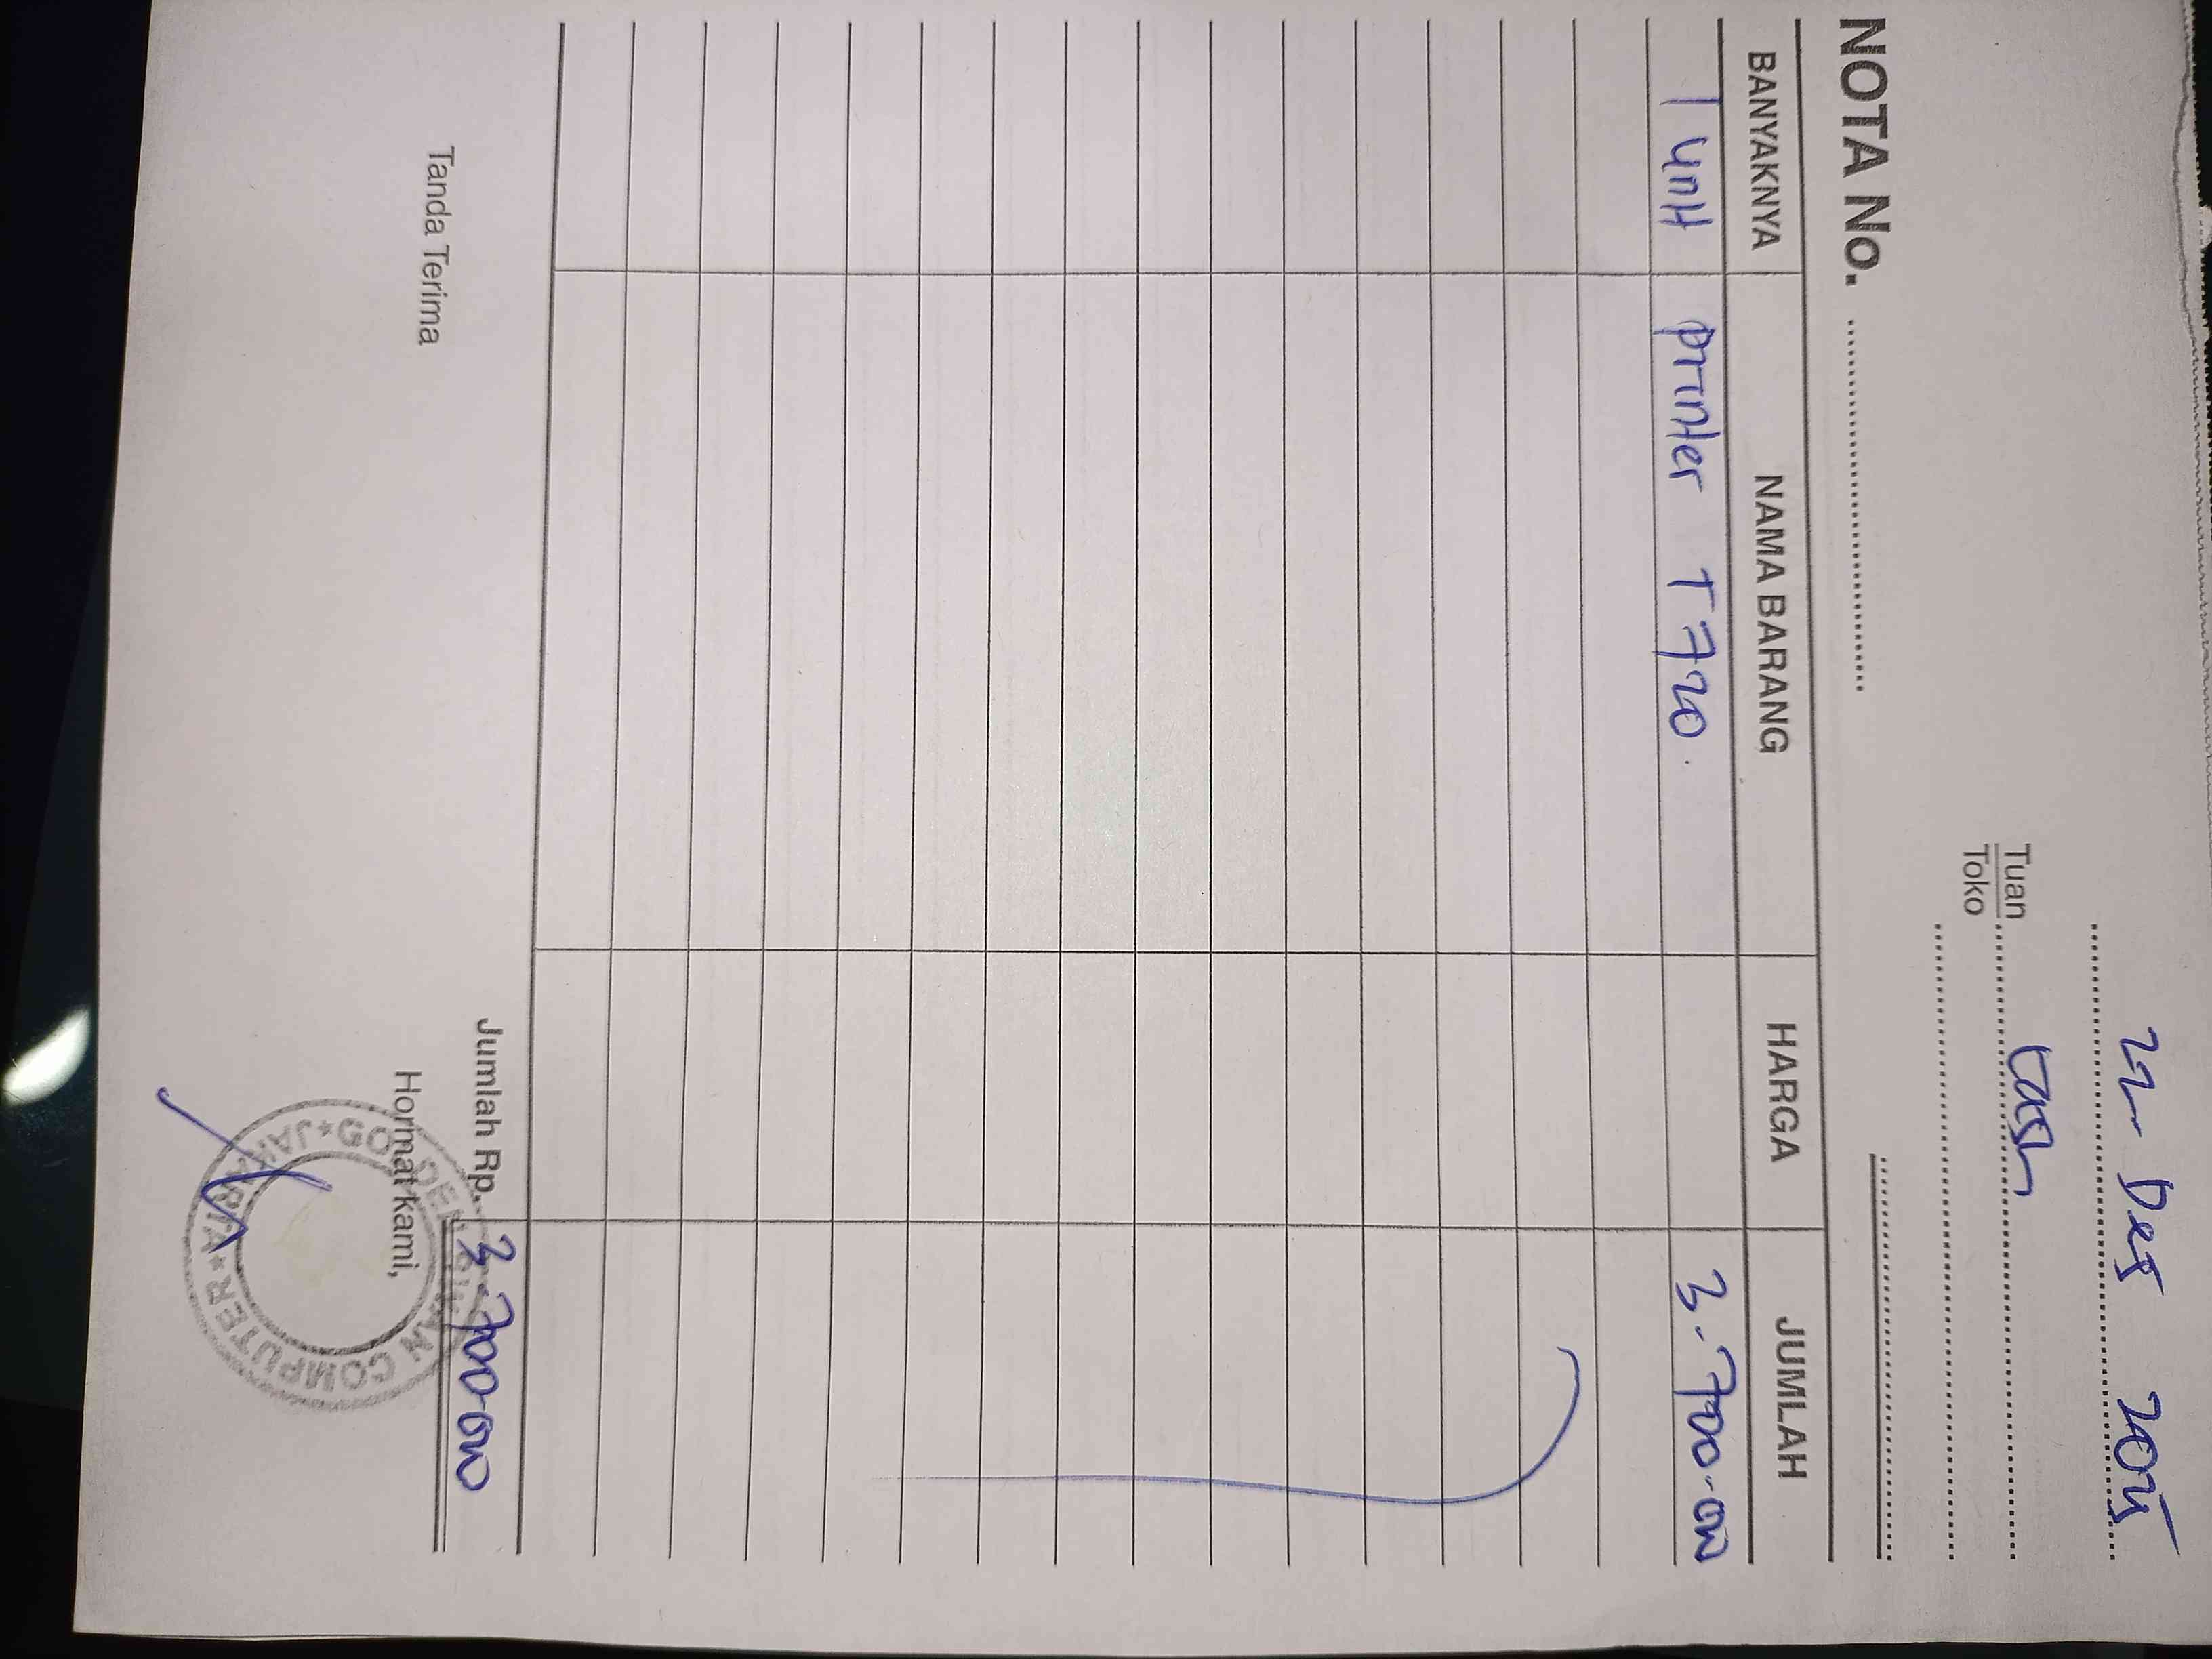 22 Des 2025
Tuan cash
Toko
NOTA No.
BANYAKNYA NAMA BARANG HARGA JUMLAH
1 unit printer T720. 3.700.000
Jumlah Rp. 3.700.000
Tanda Terima Hormat kami,
COMPUTER